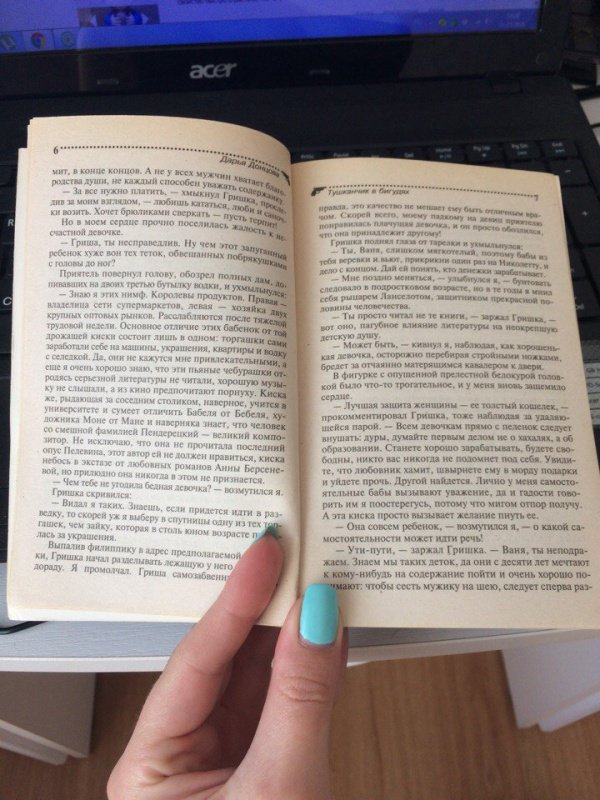 acer
6
Дарья Донцова
мит, в конце концов. А не у всех мужчин хватает благо-
родства души, не каждый способен уважать содержанку.
— За все нужно платить, — хмыкнул Гришка, просле-
див за моим взглядом, — любишь кататься, люби и саноч-
ки возить. Хочет брюликами сверкать — пусть терпит!
Но в моем сердце прочно поселилась жалость к не-
счастной девочке.
— Гриша, ты несправедлив. Ну чем этот запуганный
ребенок хуже вон тех теток, обвешанных побрякушками
с головы до ног?
Приятель повернул голову, обозрел полных дам, до-
пивавших на двоих третью бутылку водки, и ухмыльнулся:
— Знаю я этих нимф. Королевы продуктов. Правая —
владелица сети супермаркетов, левая — хозяйка двух
крупных оптовых рынков. Расслабляются после тяжелой
трудовой недели. Основное отличие этих бабенок от той
дрожащей киски состоит лишь в одном: торгашки сами
заработали себе на машины, украшения, квартиры и водку
с селедкой. Да, они не кажутся мне привлекательными, а
еще я очень хорошо знаю, что эти пьяные чебурашки от-
родясь серьезной литературы не читали, хорошую музы-
ку не слышали, а из кино предпочитают порнуху. Киска
же, рыдающая за соседним столиком, наверное, учится в
университете и сумеет отличить Бабеля от Бебеля, ху-
дожника Моне от Мане и наверняка знает, что человек
со смешной фамилией Пендерецкий — великий компо-
зитор. Не исключаю, что она не прочитала последний
опус Пелевина, этот автор ей не должен нравиться, киска
небось в экстазе от любовных романов Анны Берсене-
вой, но прилюдно она никогда в этом не признается.
— Чем тебе не угодила бедная девочка? — возмутился я.
Гришка скривился:
— Видал я таких. Знаешь, если придется идти в раз-
ведку, то скорей уж я выберу в спутницы одну из тех тор-
гашек, чем зайку, которая в столь юном возрасте
лась за украшения.
Выпалив филиппику в адрес предполагаемой
ки, Гришка начал разделывать лежащую у него
дораду. Я промолчал. Гриша самозабвенно
Тушканчик в бигудях
7
правда, это качество не мешает ему быть отличным вра-
чом. Скорей всего, моему падкому на девиц приятелю
понравилась плачущая девочка, и он просто обозлился,
что она принадлежит другому!
Гришка поднял глаза от тарелки и ухмыльнулся:
— Ты, Ваня, слишком мягкотелый, поэтому бабы из
тебя веревки и вьют, прикрикни один раз на Николетту, и
дело с концом. Дай ей понять, кто денежки зарабатывает.
— Мне поздно меняться, — улыбнулся я, — бунтовать
следовало в подростковом возрасте, но в те годы я мнил
себя рыцарем Ланселотом, защитником прекрасной по-
ловины человечества.
— Ты просто читал не те книги, — заржал Гришка, —
вот оно, пагубное влияние литературы на неокрепшую
детскую душу.
— Может быть, — кивнул я, наблюдая, как хорошень-
кая девочка, осторожно перебирая стройными ножками,
бредет за отчаянно матерящимся кавалером к двери.
В фигурке с опущенной прелестной белокурой голов-
кой было что-то трогательное, и у меня вновь защемило
сердце.
— Лучшая защита женщины — ее толстый кошелек, —
прокомментировал Гришка, тоже наблюдая за удаляю-
щейся парой. — Всем девочкам прямо с пеленок следует
внушать: дуры, думайте первым делом не о хахалях, а об
образовании. Станете хорошо зарабатывать, будете сво-
бодны, никто вас никогда не подомнет под себя. Увиди-
те, что любовник хамит, швырнете ему в морду подарки
и уйдете прочь. Другой найдется. Лично у меня самостоя-
тельные бабы вызывают уважение, да и гадости гово-
рить им я поостерегусь, потому что мигом отпор получу.
А эта киска просто вызывает желание пнуть ее.
— Она совсем ребенок, — возмутился я, — о какой са-
мостоятельности может идти речь!
— Ути-пути, — заржал Гришка. — Ваня, ты неподра-
жаем. Знаем мы таких деток, да они с десяти лет мечтают
к кому-нибудь на содержание пойти и очень хорошо по-
нимают: чтобы сесть мужику на шею, следует сперва раз-